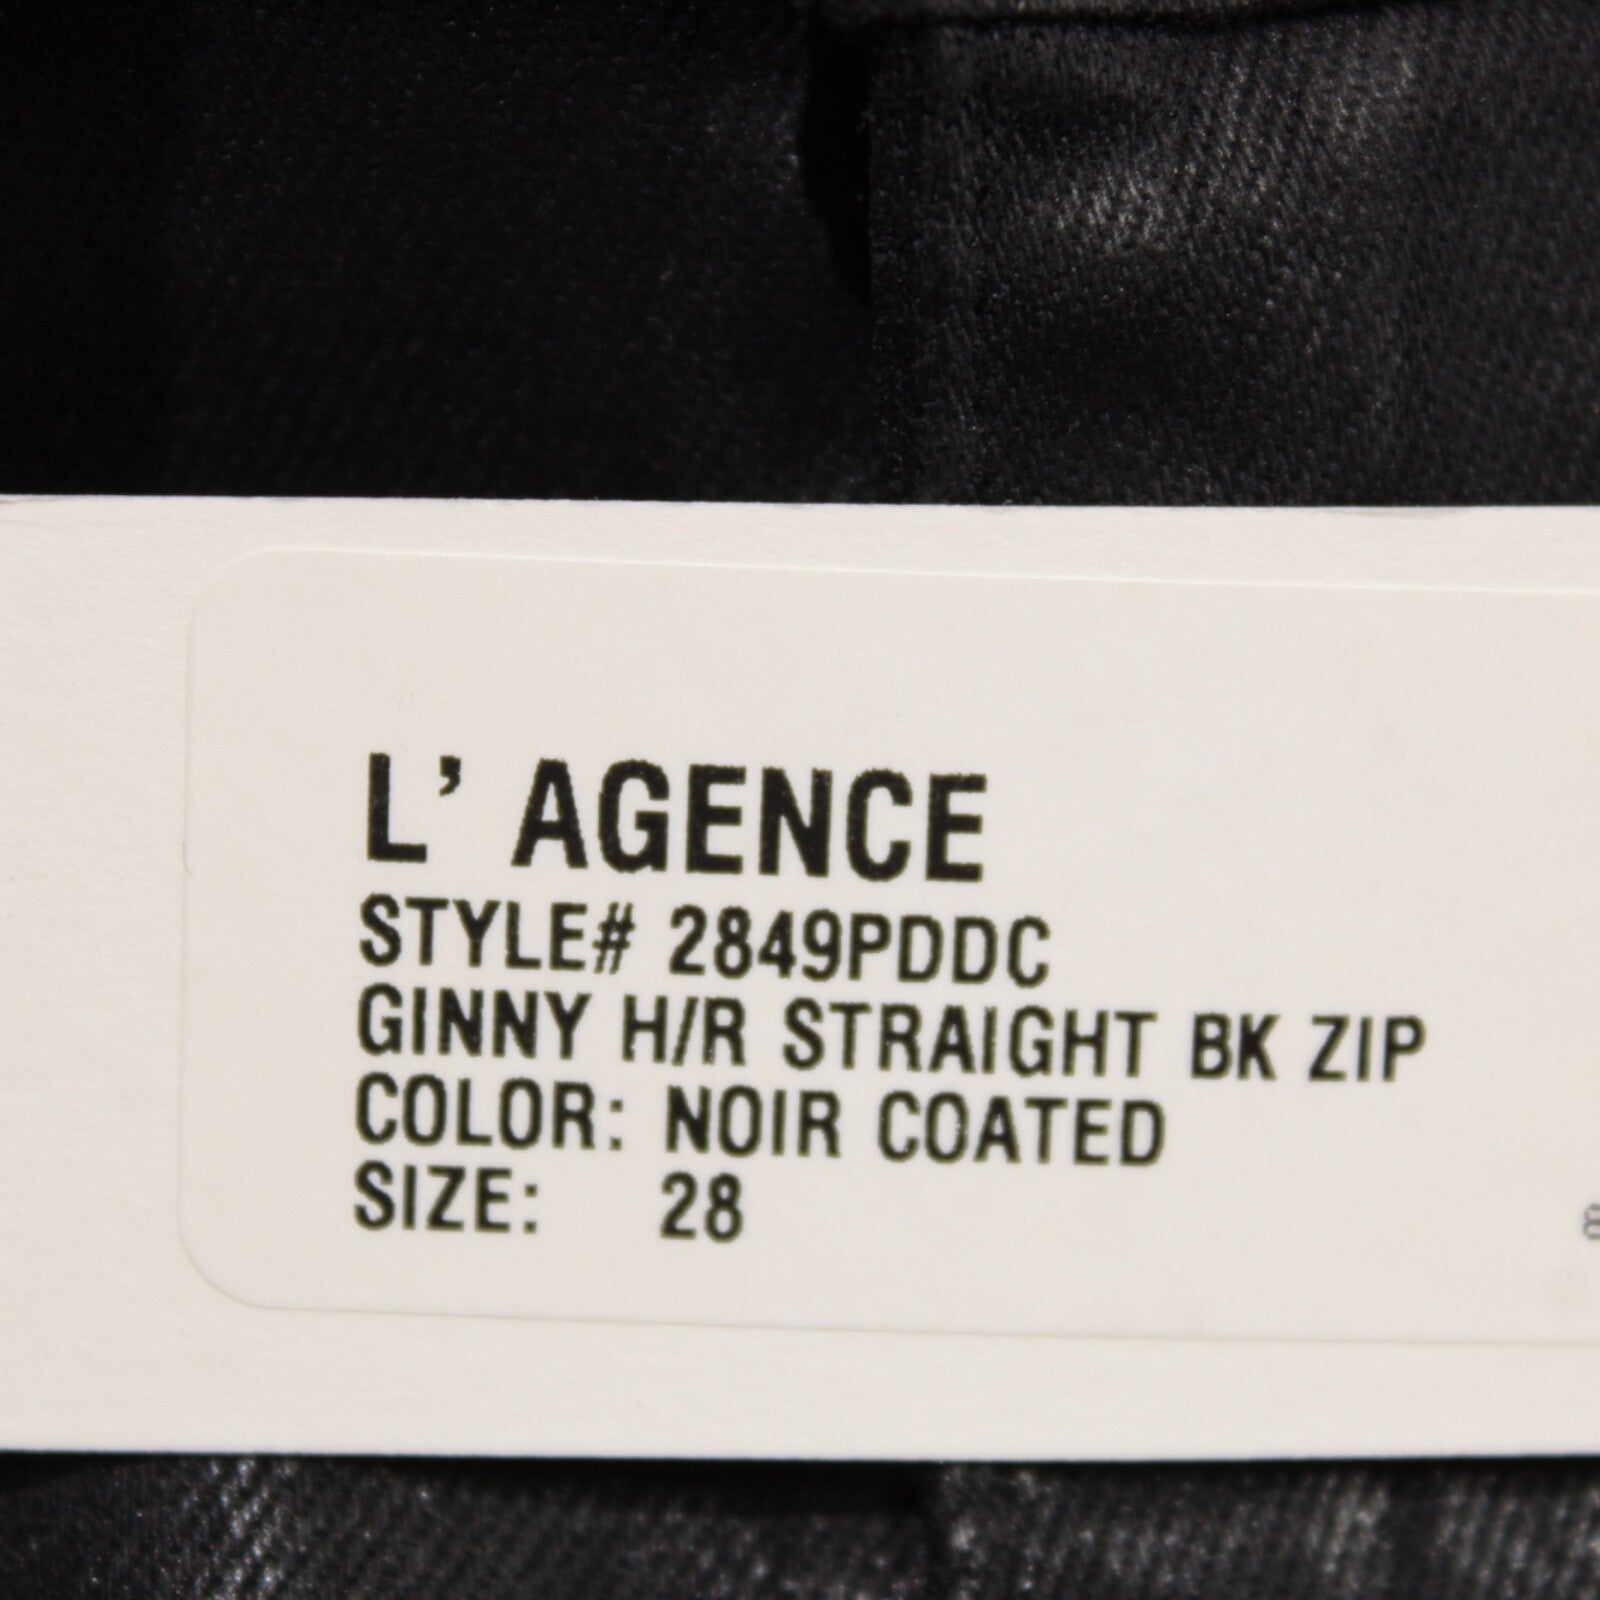 L' AGENCE
STYLE# 2849PDDC
GINNY H/R STRAIGHT BK ZIP
COLOR: NOIR COATED
SIZE: 28